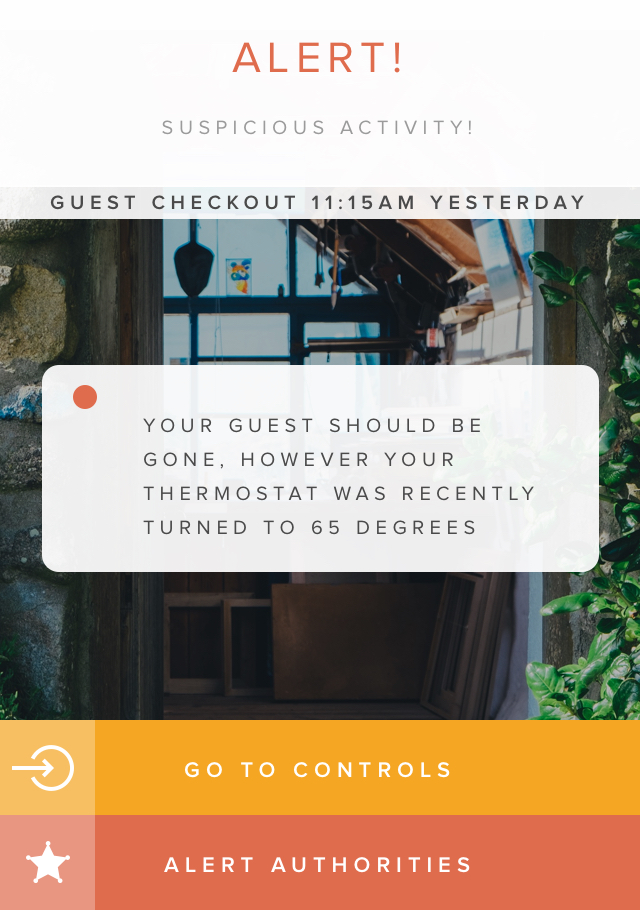 ALERT!
SUSPICIOUS ACTIVITY!
GUEST CHECKOUT 11:15AM YESTERDAY
YOUR GUEST SHOULD BE
GONE, HOWEVER YOUR
THERMOSTAT WAS RECENTLY
TURNED TO 65 DEGREES
GO TO CONTROLS
ALERT AUTHORITIES